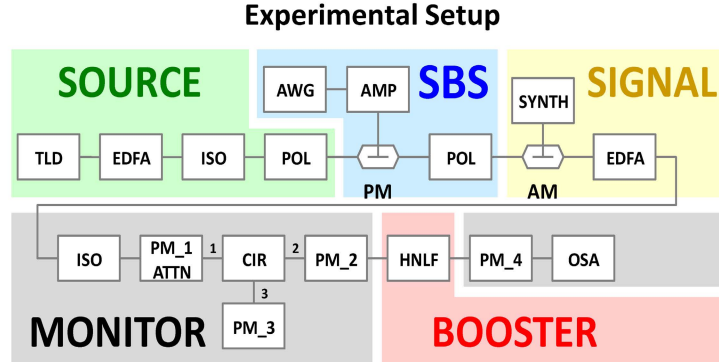 Experimental Setup
SOURCE
SBS
SIGNAL
AWG
AMP
SYNTH
TLD
EDFA
ISO
POL
POL
EDFA
PM
AM
ISO
PM_1
ATTN
1
CIR
2
PM_2
HNLF
PM_4
OSA
3
PM_3
MONITOR
BOOSTER